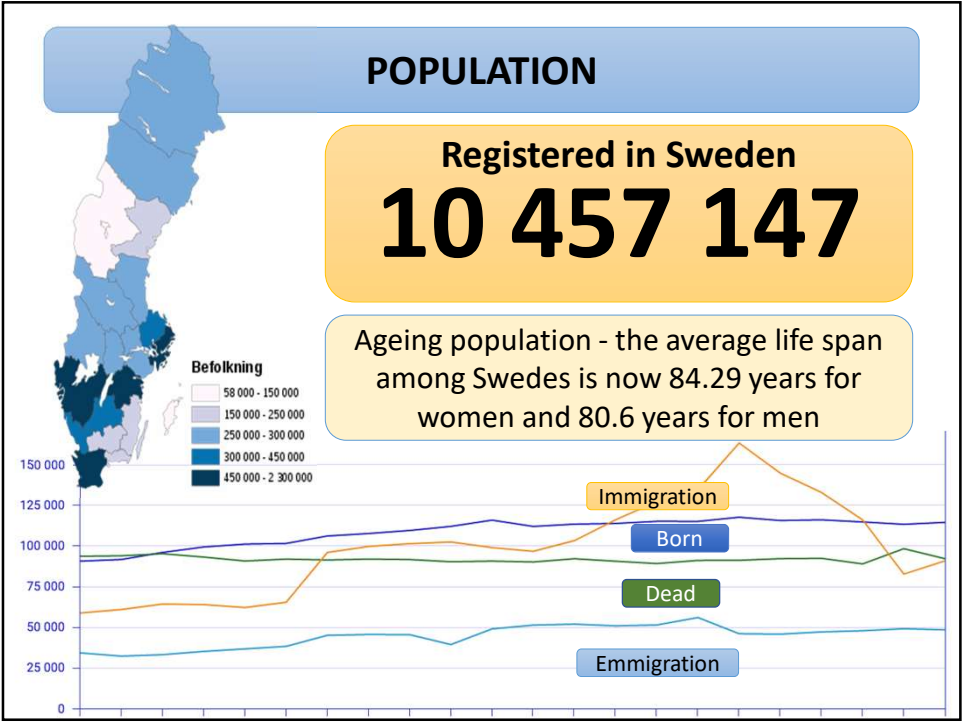 POPULATION
Registered in Sweden
10 457 147
Ageing population - the average life span
among Swedes is now 84.29 years for
women and 80.6 years for men
Befolkning
58 000 - 150 000
150 000 - 250 000
250 000 - 300 000
300 000 - 450 000
450 000 - 2 300 000
150 000
125 000
100 000
75 000
50 000
25 000
0
Immigration
Born
Dead
Emmigration